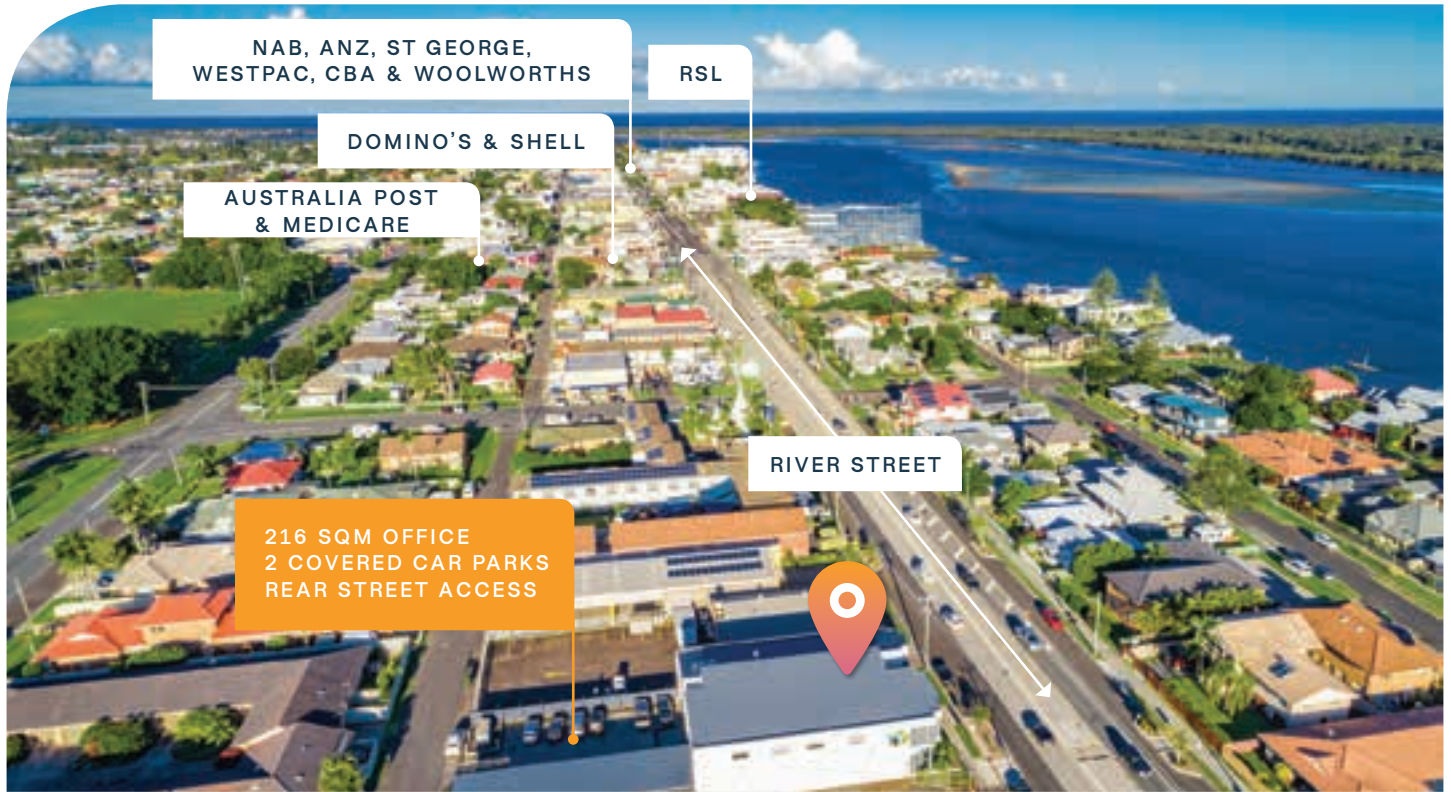 NAB, ANZ, ST GEORGE,
WESTPAC, CBA & WOOLWORTHS
RSL
DOMINO’S & SHELL
AUSTRALIA POST
& MEDICARE
RIVER STREET
216 SQM OFFICE
2 COVERED CAR PARKS
REAR STREET ACCESS